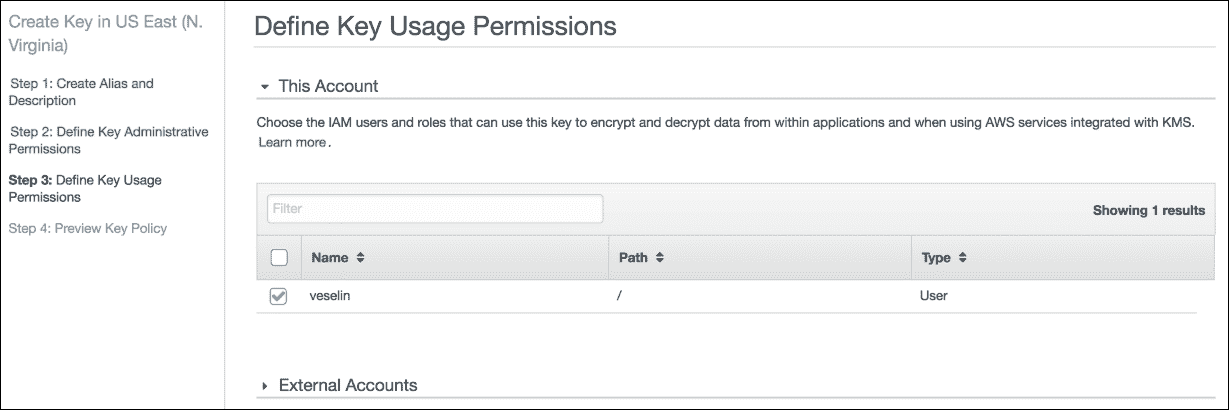 Create Key in US East (N.
Virginia)
Step 1: Create Alias and
Description
Step 2: Define Key Administrative
Permissions
Step 3: Define Key Usage
Permissions
Step 4: Preview Key Policy
Define Key Usage Permissions
This Account
Choose the IAM users and roles that can use this key to encrypt and decrypt data from within applications and when using AWS services integrated with KMS.
Learn more.
Filter
Showing 1 results
Name Path Type
veselin / User
External Accounts